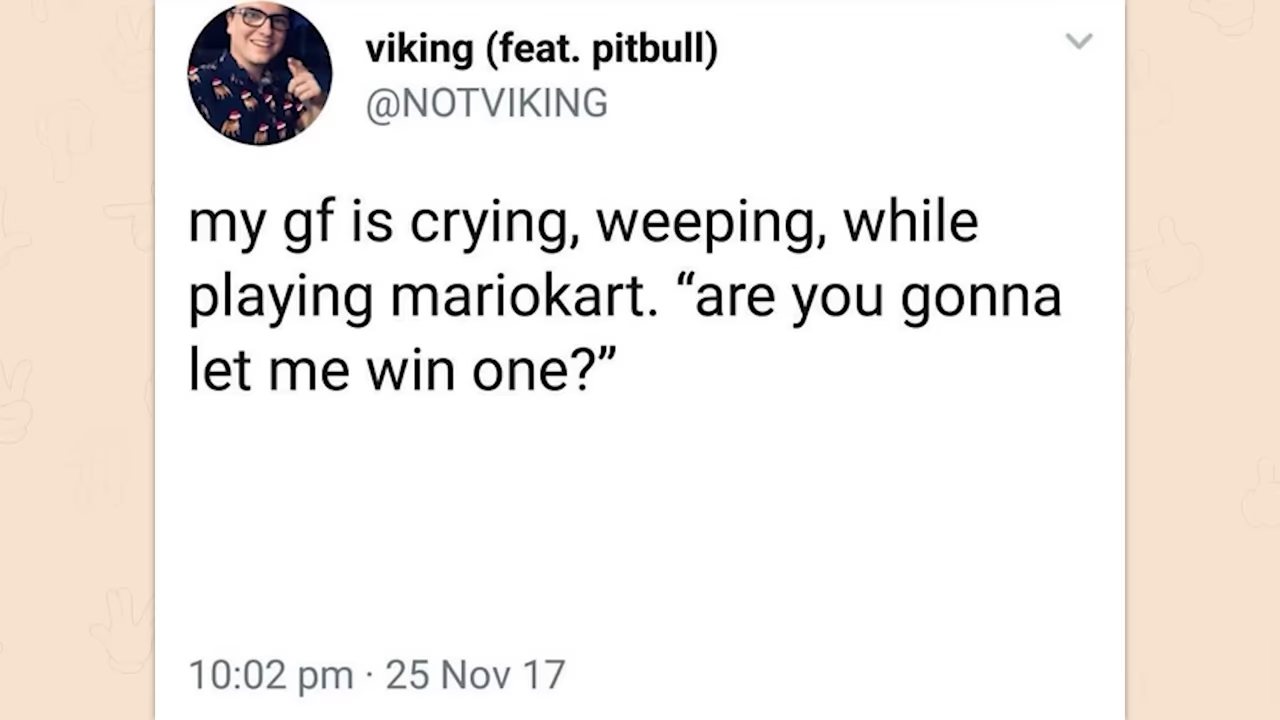 viking (feat. pitbull)
@NOTVIKING
my gf is crying, weeping, while
playing mariokart. “are you gonna
let me win one?”
10:02 pm · 25 Nov 17